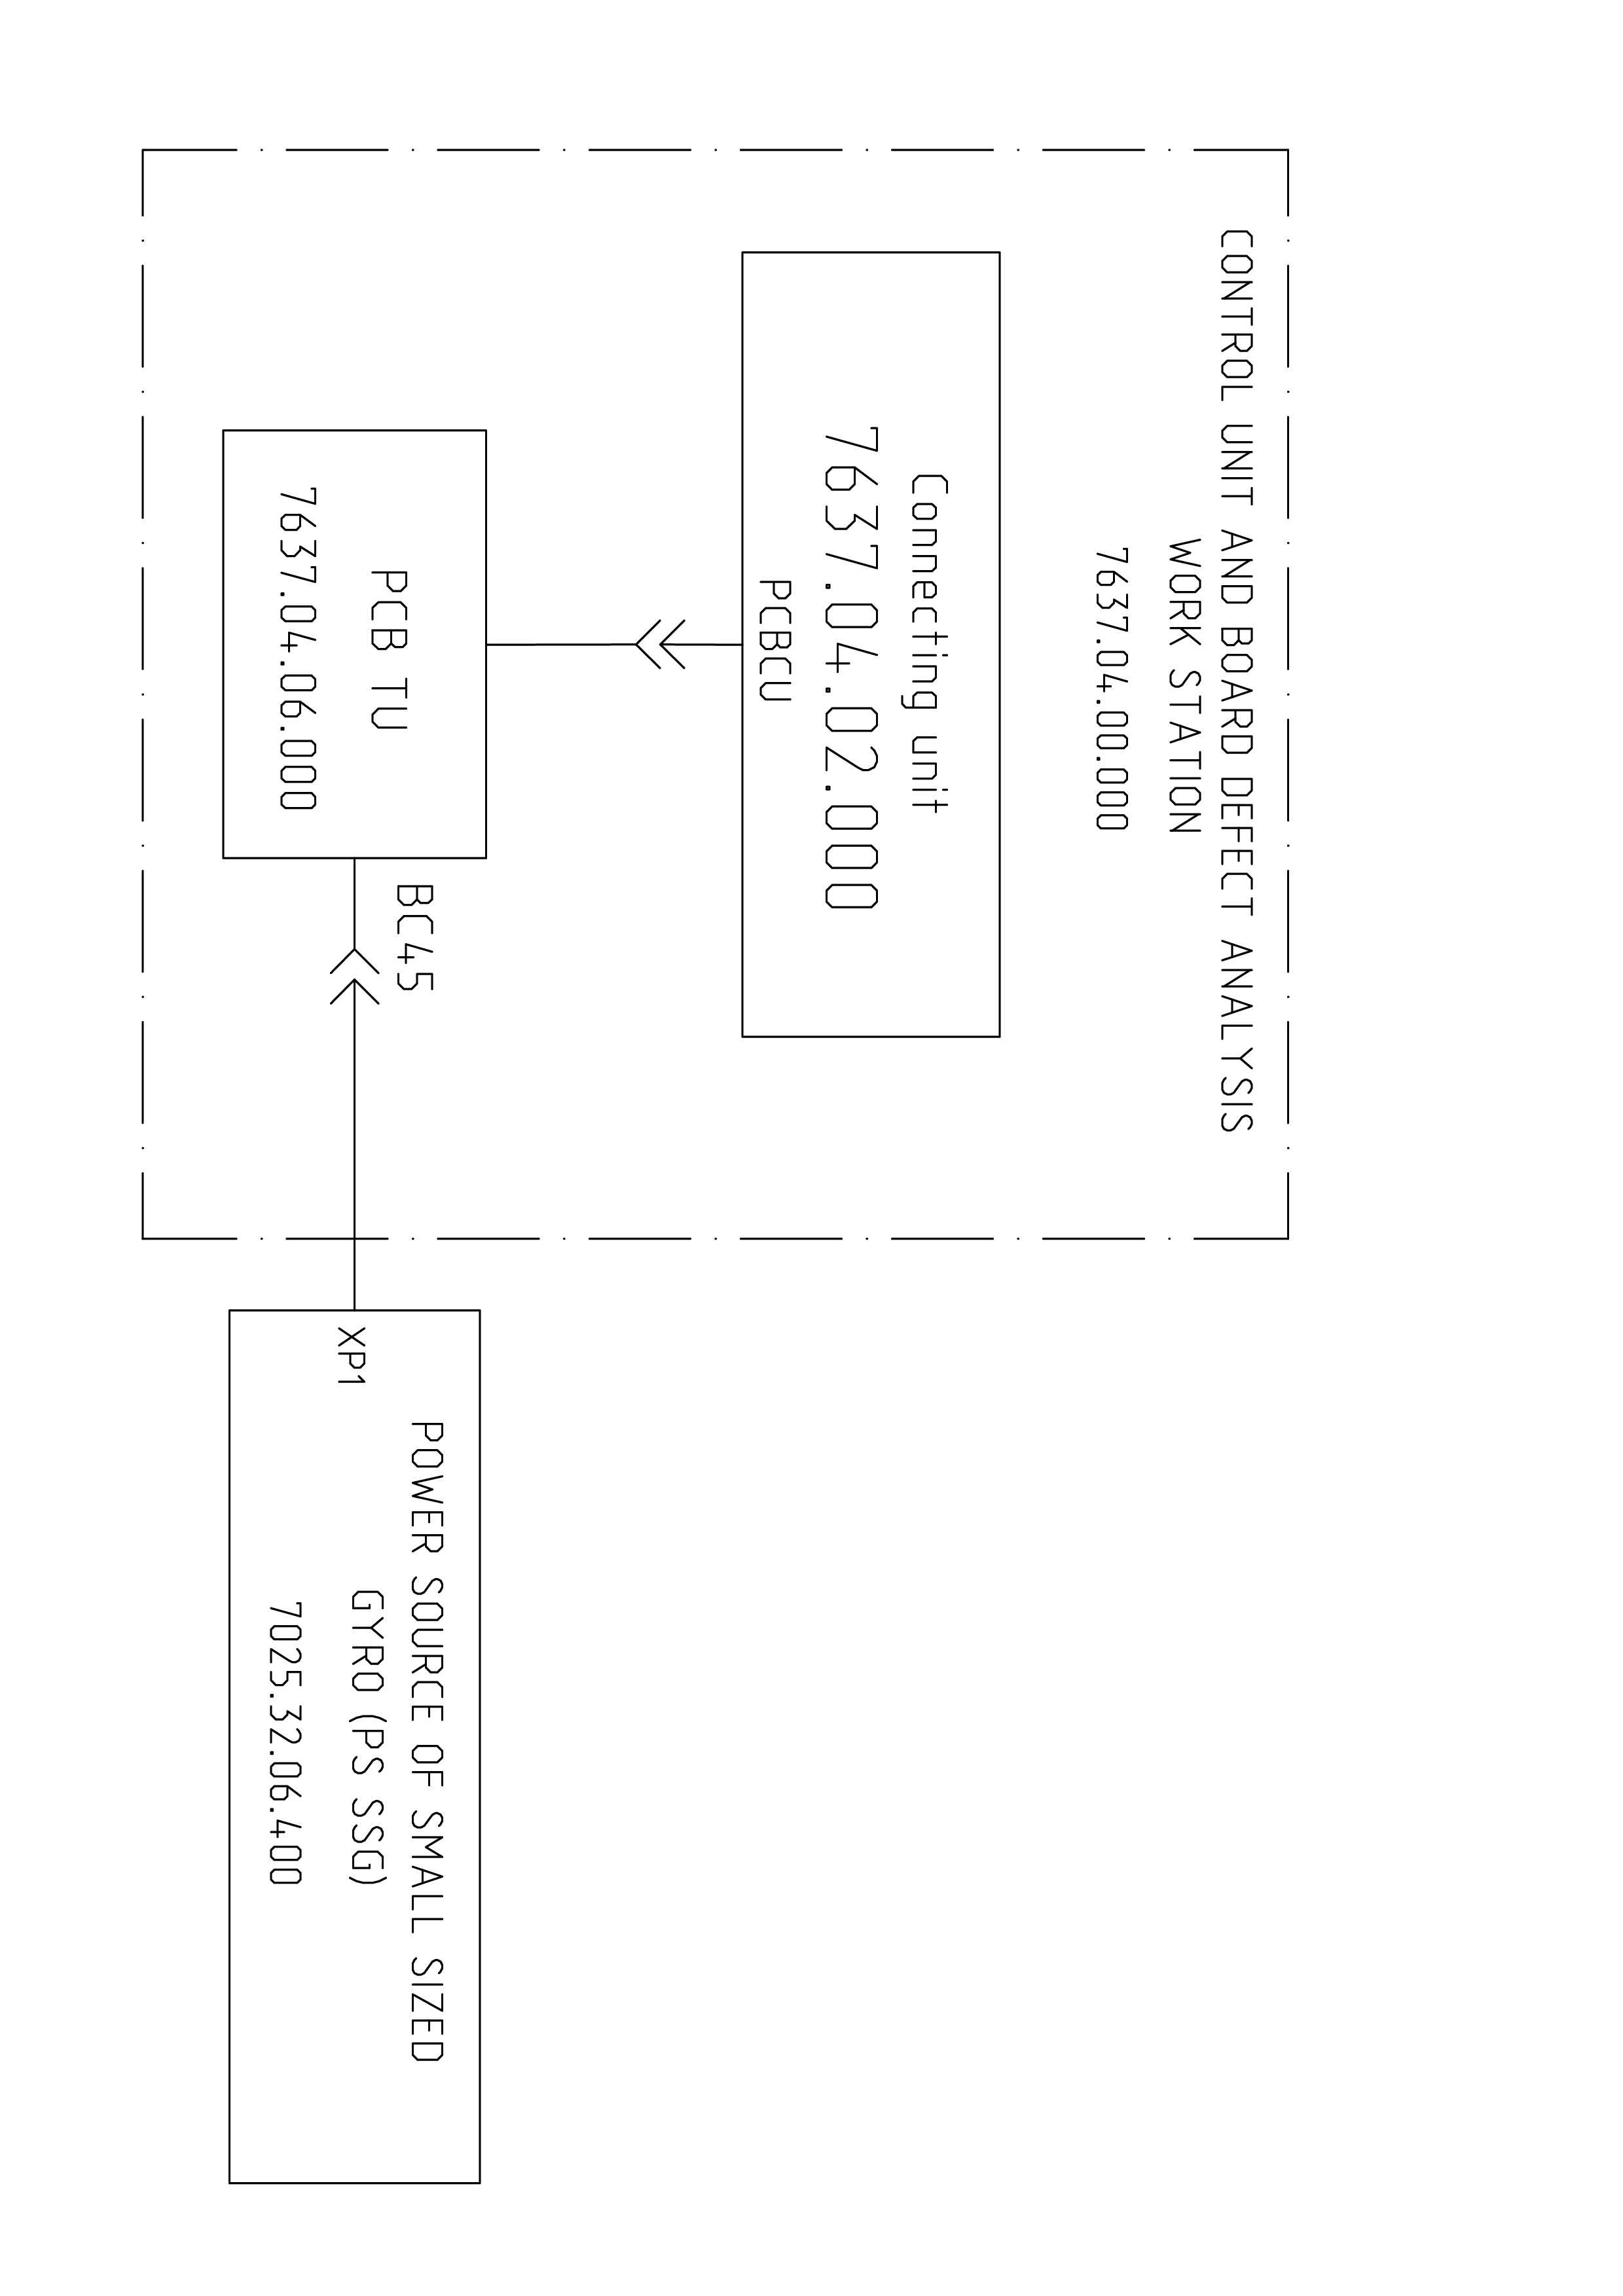 CONTROL UNIT AND BOARD DEFECT ANALYSIS
WORK STATION
7637.04.00.000
Connecting unit
7637.04.02.000
PCBCU
PCB TU
7637.04.06.000
BC45
XP1
POWER SOURCE OF SMALL SIZED
GYRO (PS SSG)
7025.32.06.400